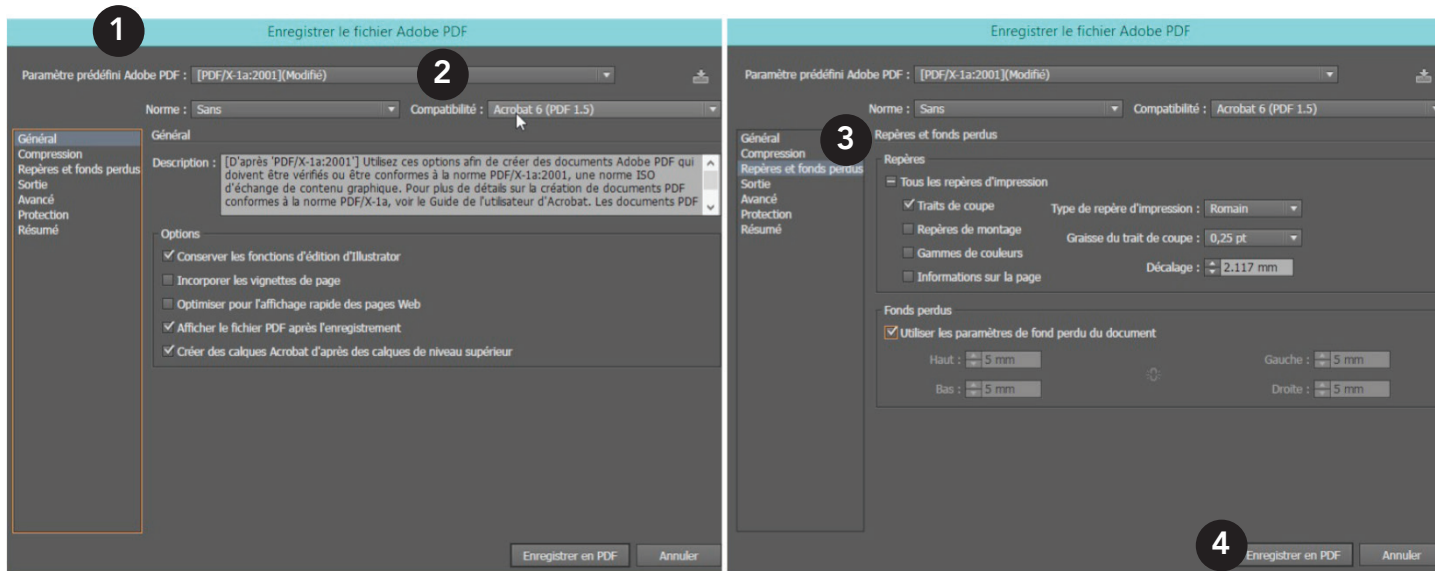 1
Enregistrer le fichier Adobe PDF
Paramètre prédéfini Adobe PDF : [PDF/X-1a:2001](Modifié)
2
Norme : Sans Compatibilité : Acrobat 6 (PDF 1.5)
Général
Compression
Repères et fonds perdus
Sortie
Avancé
Protection
Résumé
Général
Description : [D'après 'PDF/X-1a:2001'] Utilisez ces options afin de créer des documents Adobe PDF qui
doivent être vérifiés ou être conformes à la norme PDF/X-1a:2001, une norme ISO
d'échange de contenu graphique. Pour plus de détails sur la création de documents PDF
conformes à la norme PDF/X-1a, voir le Guide de l'utilisateur d'Acrobat. Les documents PDF
Options
Conserver les fonctions d'édition d'Illustrator
Incorporer les vignettes de page
Optimiser pour l'affichage rapide des pages Web
Afficher le fichier PDF après l'enregistrement
Créer des calques Acrobat d'après des calques de niveau supérieur
Enregistrer en PDF Annuler
Enregistrer le fichier Adobe PDF
Paramètre prédéfini Adobe PDF : [PDF/X-1a:2001](Modifié)
Norme : Sans Compatibilité : Acrobat 6 (PDF 1.5)
3
Général
Compression
Repères et fonds perdus
Sortie
Avancé
Protection
Résumé
Repères et fonds perdus
Repères
Tous les repères d'impression
Traits de coupe Type de repère d'impression : Romain
Repères de montage Graisse du trait de coupe : 0,25 pt
Gammes de couleurs
Décalage : 2.117 mm
Informations sur la page
Fonds perdus
Utiliser les paramètres de fond perdu du document
Haut : 5 mm Gauche : 5 mm
Bas : 5 mm Droite : 5 mm
4
Enregistrer en PDF Annuler